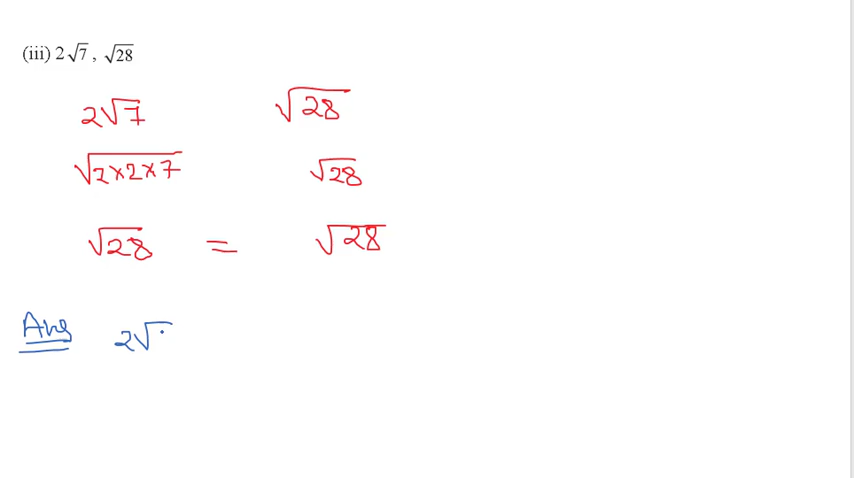 (iii) 2√7 , √28
2√7 √28
√2×2×7 √28
√28 = √28
Ans 2√